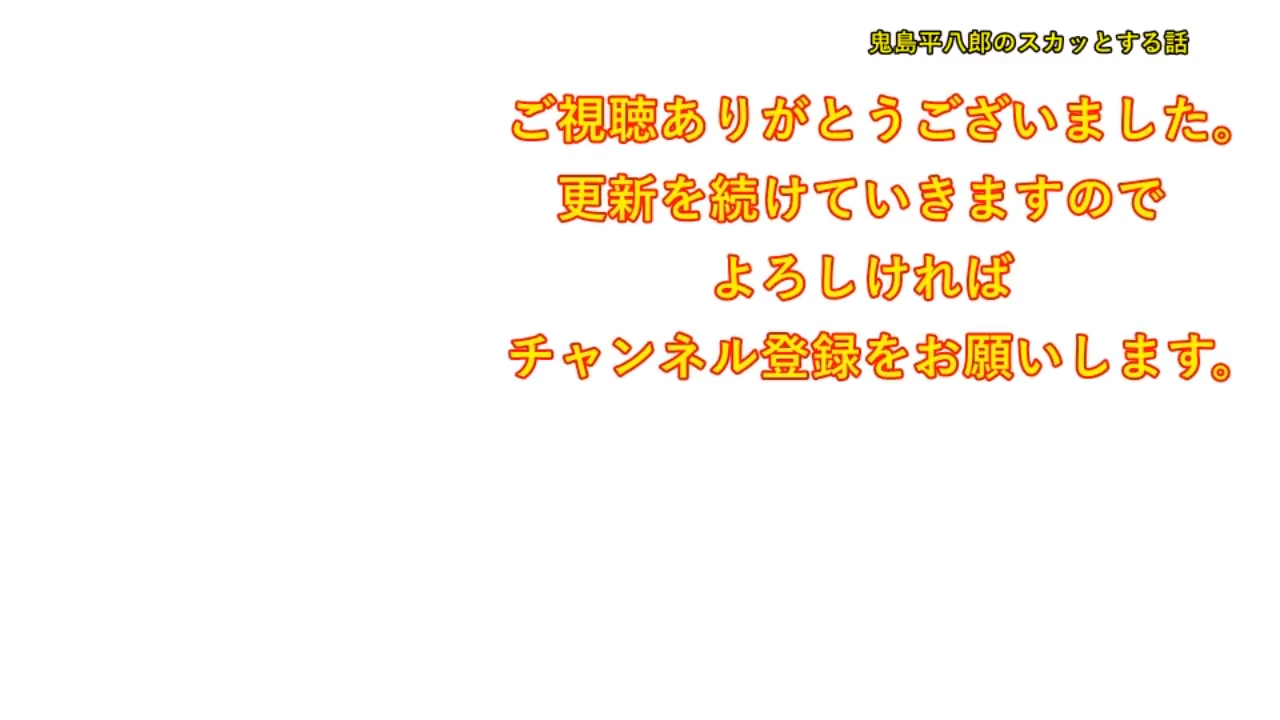 鬼島平八郎のスカッとする話
ご視聴ありがとうございました。
更新を続けていきますので
よろしければ
チャンネル登録をお願いします。